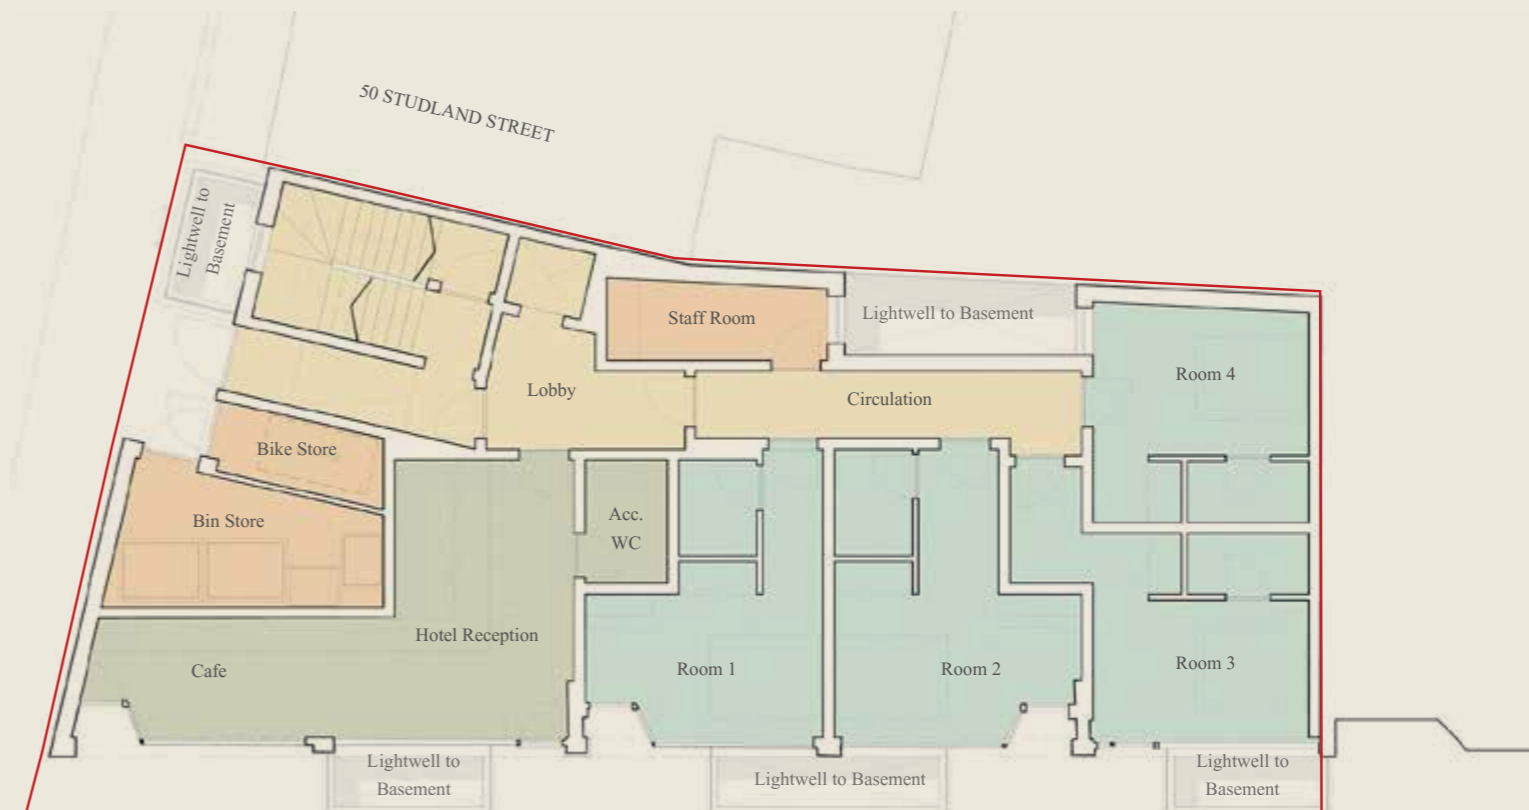 50 STUDLAND STREET
Lightwell to
Basement
Staff Room
Lightwell to Basement
Room 4
Lobby
Circulation
Bike Store
Bin Store
Acc.
WC
Hotel Reception
Cafe
Room 1
Room 2
Room 3
Lightwell to
Basement
Lightwell to Basement
Lightwell to
Basement